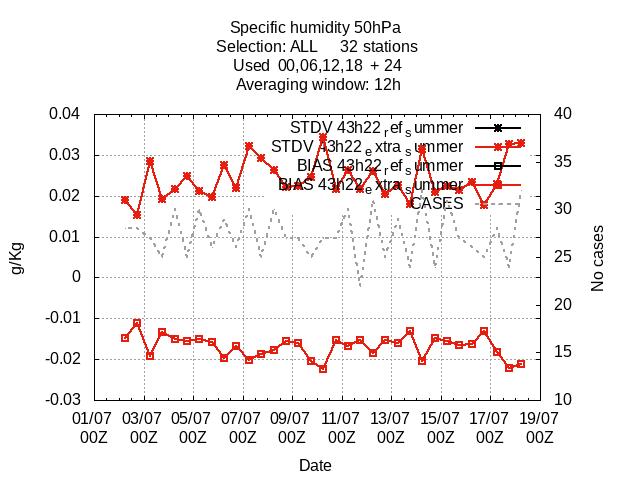 Specific humidity 50hPa
Selection: ALL 32 stations
Used 00,06,12,18 + 24
Averaging window: 12h
STDV 43h22refsummer
STDV 43h22extrasummer
BIAS 43h22refsummer
BIAS 43h22extrasummer
CASES
0.04
0.03
0.02
0.01
0
-0.01
-0.02
-0.03
40
35
30
25
20
15
10
g/Kg
No cases
01/07 03/07 05/07 07/07 09/07 11/07 13/07 15/07 17/07 19/07
00Z 00Z 00Z 00Z 00Z 00Z 00Z 00Z 00Z 00Z
Date